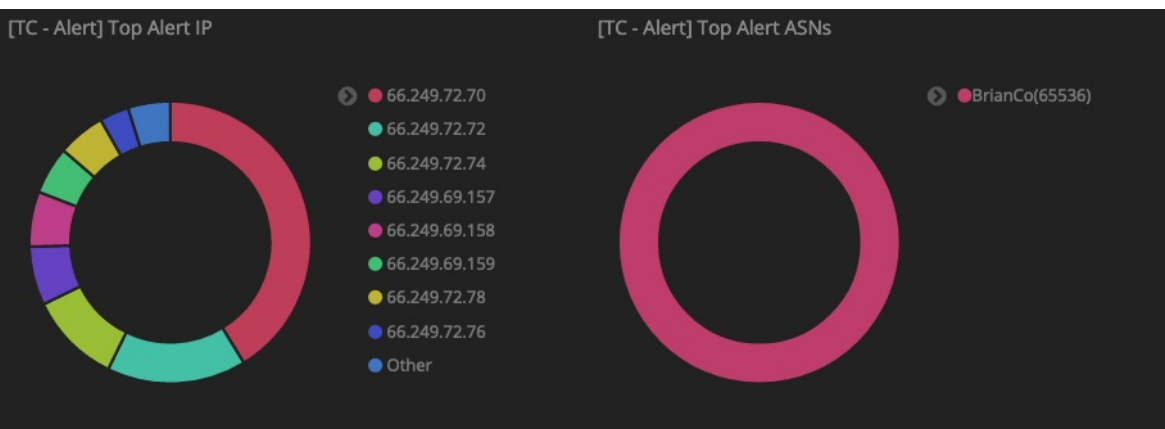 [TC - Alert] Top Alert IP
66.249.72.70
66.249.72.72
66.249.72.74
66.249.69.157
66.249.69.158
66.249.69.159
66.249.72.78
66.249.72.76
Other
[TC - Alert] Top Alert ASNs
BrianCo(65536)